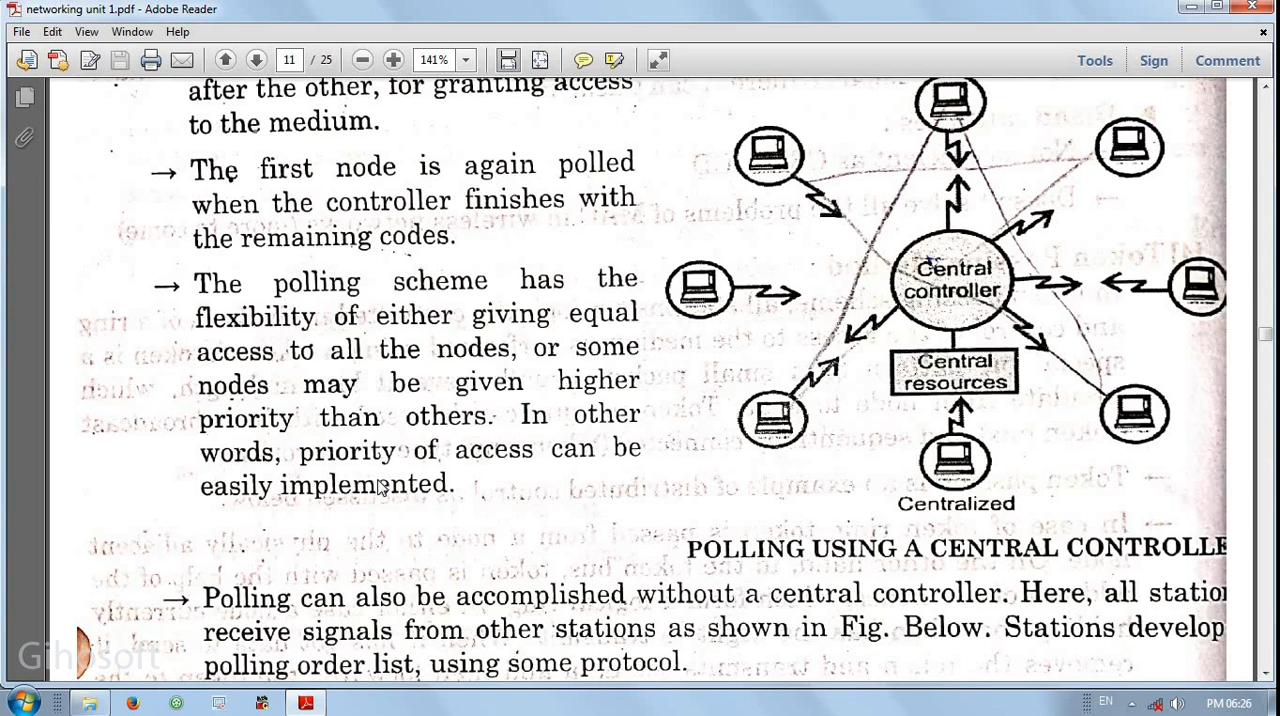 networking unit 1.pdf - Adobe Reader
File Edit View Window Help
11 / 25 141% Tools Sign Comment
after the other, for granting access
to the medium.
→ The first node is again polled
when the controller finishes with
the remaining codes.
→ The polling scheme has the
flexibility of either giving equal
access to all the nodes, or some
nodes may be given higher
priority than others. In other
words, priority of access can be
easily implemented.
Central
controller
Central
resources
Centralized
POLLING USING A CENTRAL CONTROLLE
→ Polling can also be accomplished without a central controller. Here, all station
receive signals from other stations as shown in Fig. Below. Stations develop
polling order list, using some protocol.
Gihosoft
EN PM 06:26